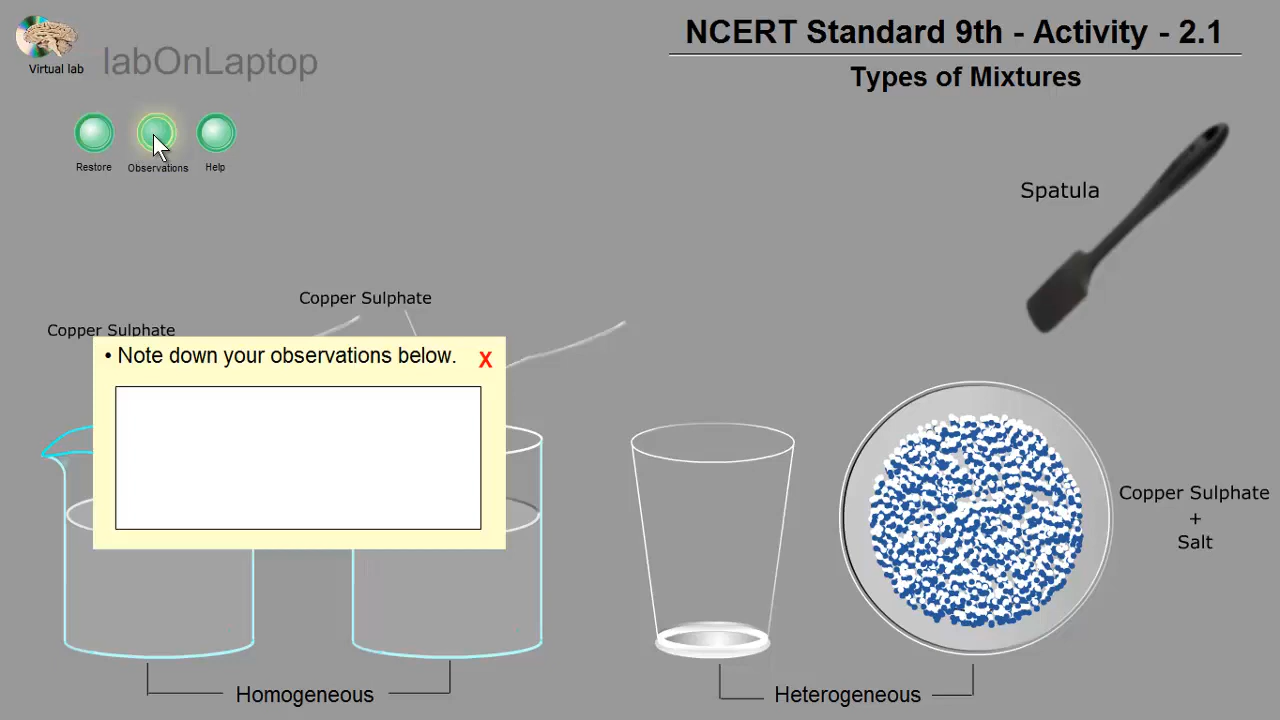 NCERT Standard 9th - Activity - 2.1
Types of Mixtures
Virtual lab
labOnLaptop
Restore
Observations
Help
Spatula
Copper Sulphate
Copper Sulphate
• Note down your observations below.
X
Copper Sulphate
+
Salt
Homogeneous
Heterogeneous